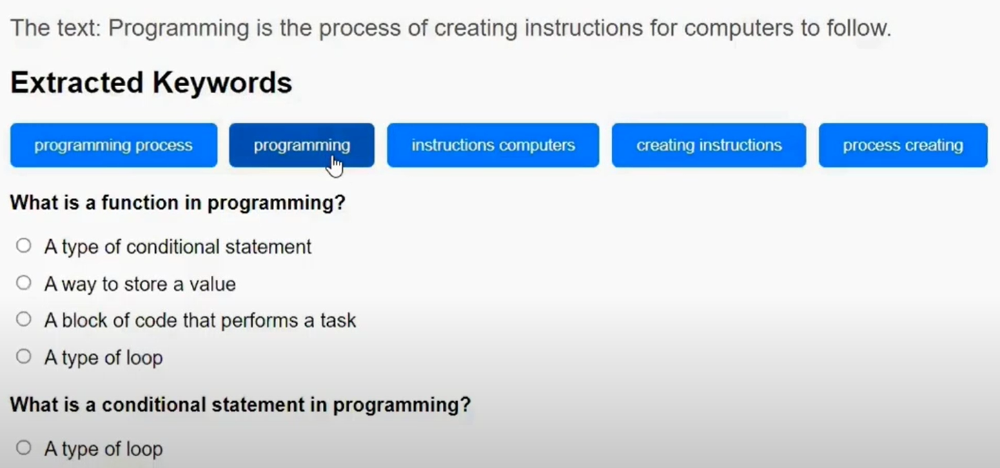 The text: Programming is the process of creating instructions for computers to follow.
Extracted Keywords
programming process programming instructions computers creating instructions process creating
What is a function in programming?
A type of conditional statement
A way to store a value
A block of code that performs a task
A type of loop
What is a conditional statement in programming?
A type of loop